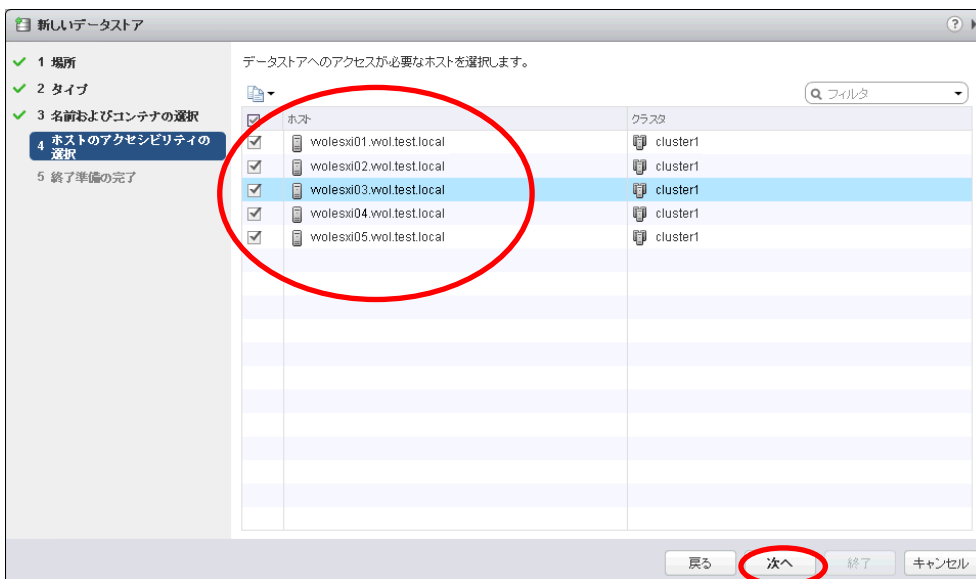 新しいデータストア
?
1 場所
2 タイプ
3 名前およびコンテナの選択
4 ホストのアクセシビリティの
選択
5 終了準備の完了
データストアへのアクセスが必要なホストを選択します。
フィルタ
ホスト クラスタ
wolesxi01.wol.test.local cluster1
wolesxi02.wol.test.local cluster1
wolesxi03.wol.test.local cluster1
wolesxi04.wol.test.local cluster1
wolesxi05.wol.test.local cluster1
戻る 次へ 終了 キャンセル